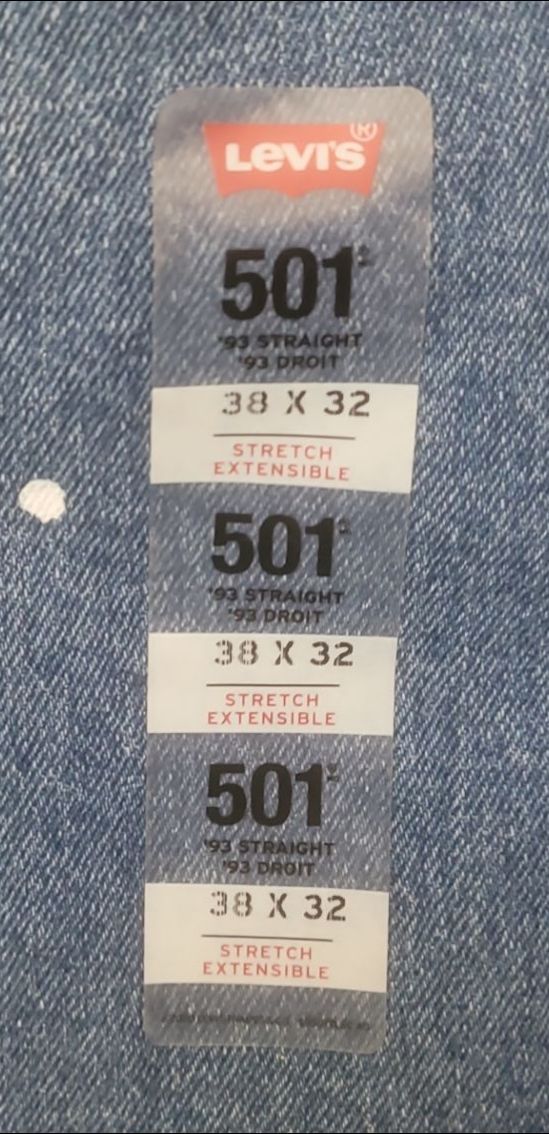 LEVI'S®
501®
'93 STRAIGHT
'93 DROIT
38 X 32
STRETCH
EXTENSIBLE
501®
'93 STRAIGHT
'93 DROIT
38 X 32
STRETCH
EXTENSIBLE
501®
'93 STRAIGHT
'93 DROIT
38 X 32
STRETCH
EXTENSIBLE